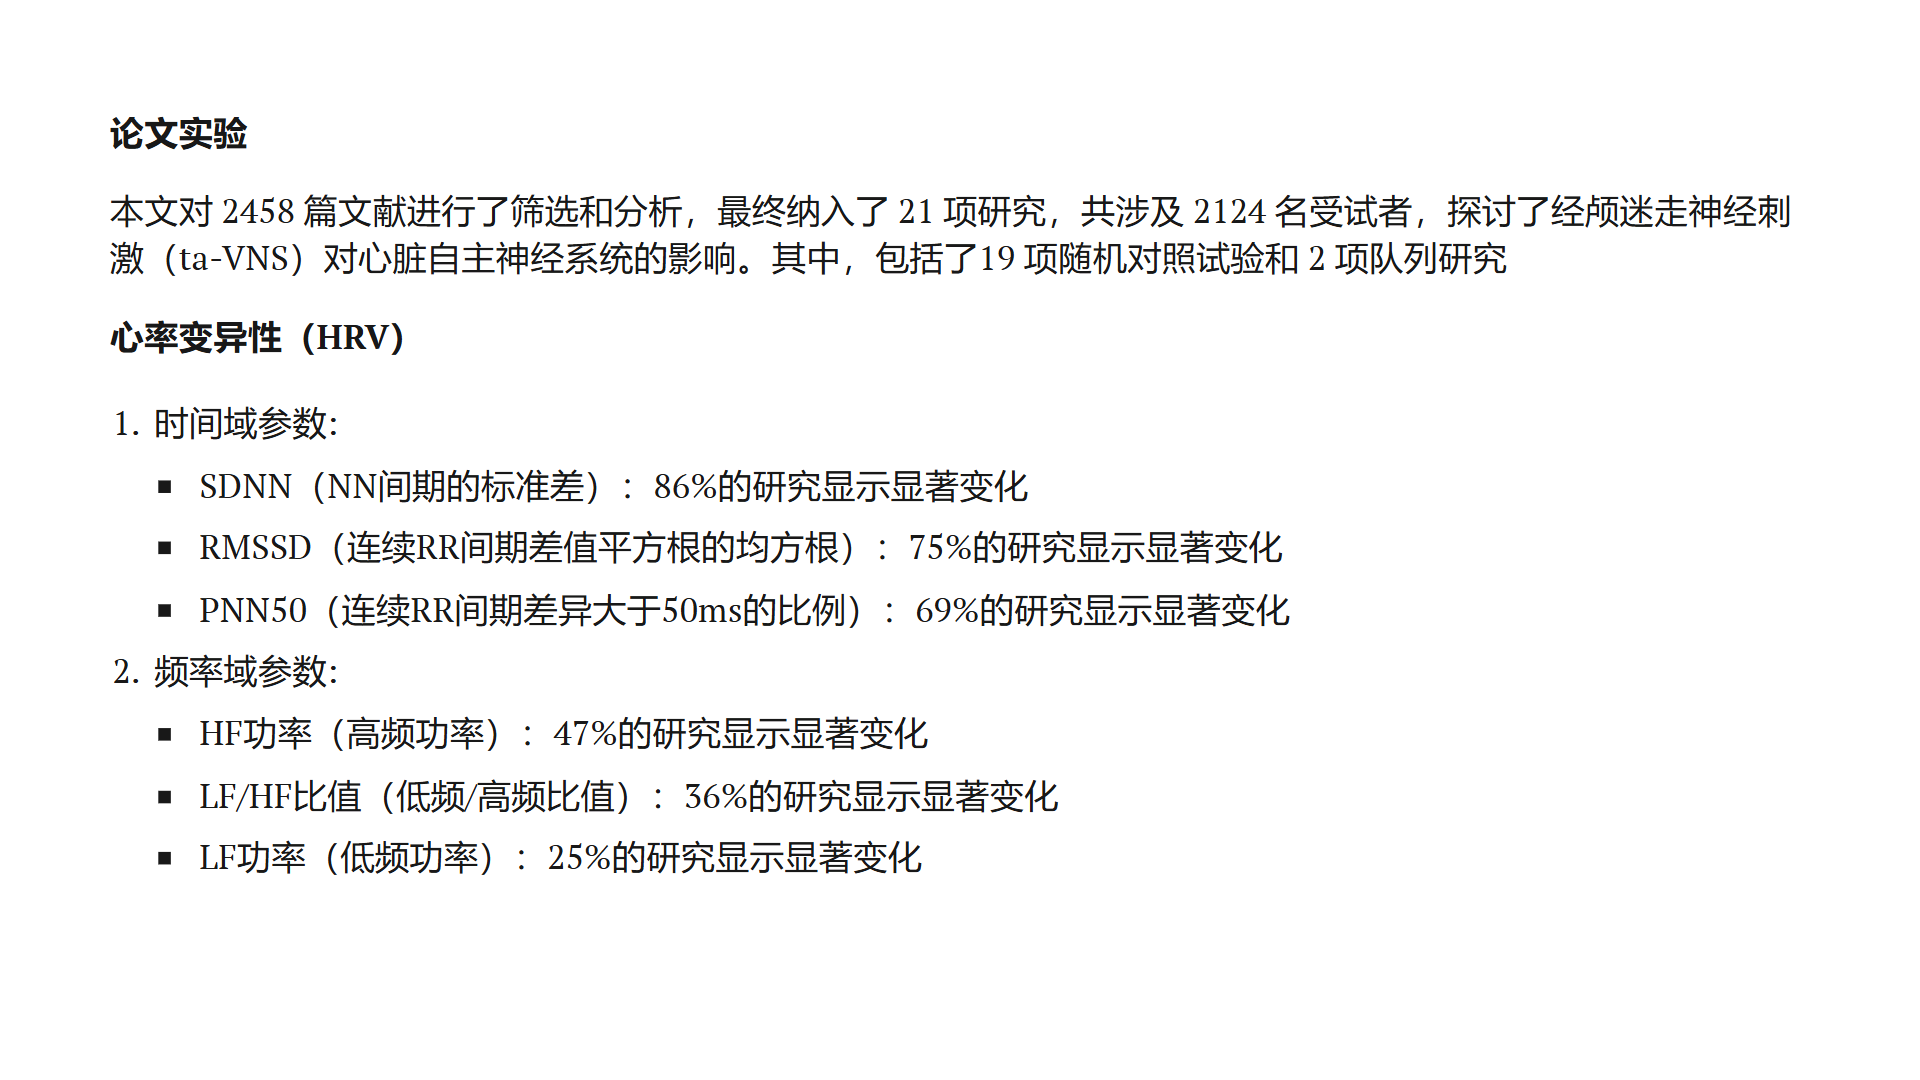 论文实验
本文对 2458 篇文献进行了筛选和分析，最终纳入了 21 项研究，共涉及 2124 名受试者，探讨了经颅迷走神经刺
激（ta-VNS）对心脏自主神经系统的影响。其中，包括了19 项随机对照试验和 2 项队列研究
心率变异性（HRV）
1. 时间域参数：
▪ SDNN（NN间期的标准差）：86%的研究显示显著变化
▪ RMSSD（连续RR间期差值平方根的均方根）：75%的研究显示显著变化
▪ PNN50（连续RR间期差异大于50ms的比例）：69%的研究显示显著变化
2. 频率域参数：
▪ HF功率（高频功率）：47%的研究显示显著变化
▪ LF/HF比值（低频/高频比值）：36%的研究显示显著变化
▪ LF功率（低频功率）：25%的研究显示显著变化